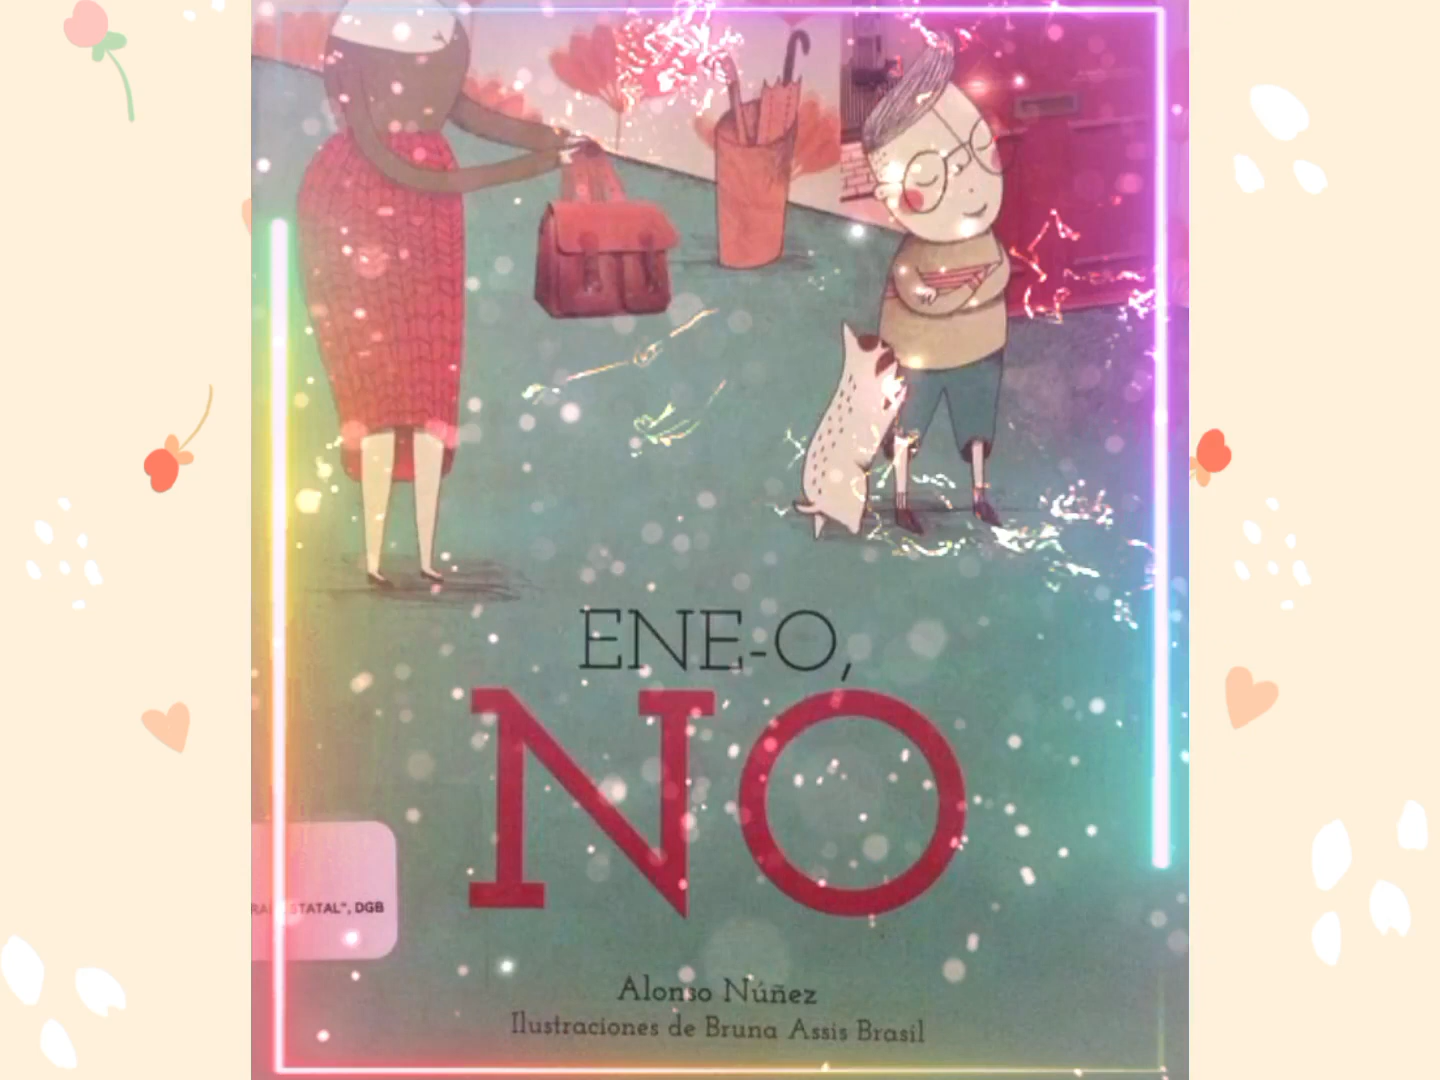 ENE-O,
NO
STATAL", DGB
Alonso Núñez
Ilustraciones de Bruna Assis Brasil